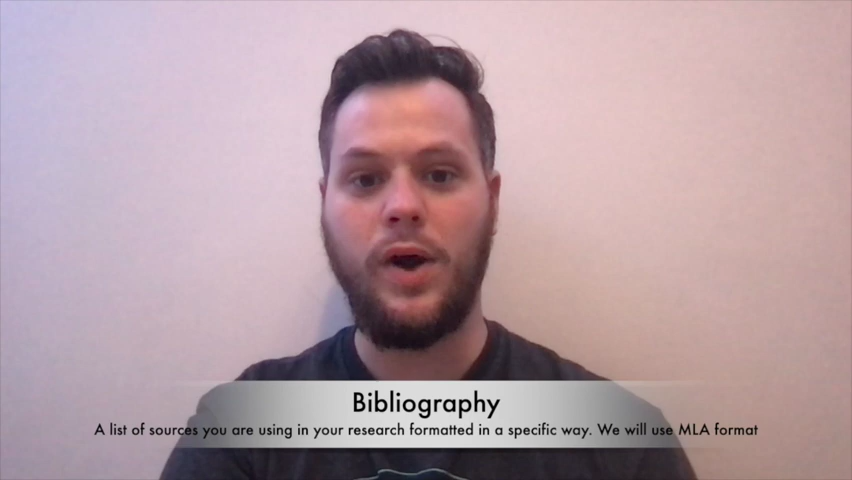 Bibliography
A list of sources you are using in your research formatted in a specific way. We will use MLA format